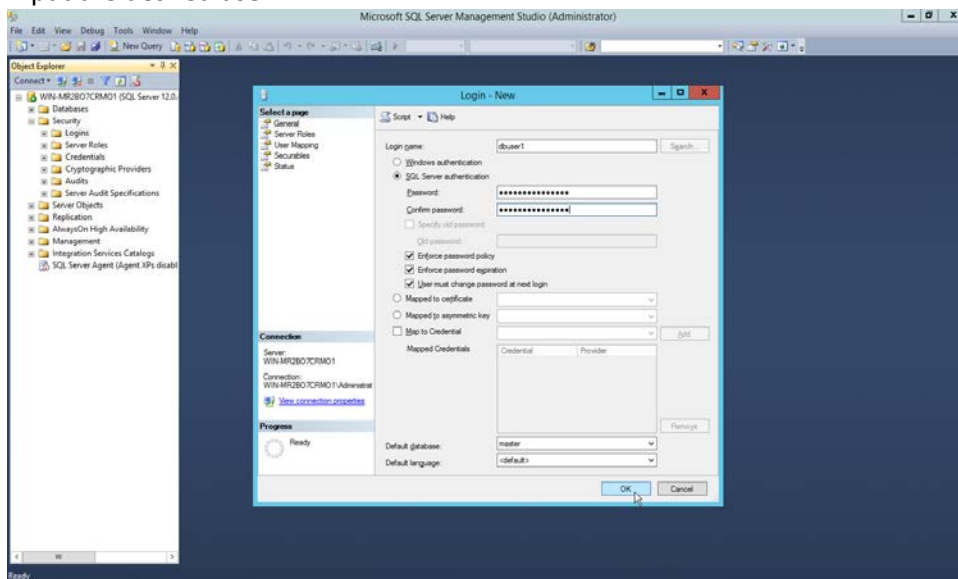 Microsoft SQL Server Management Studio (Administrator)
File Edit View Debug Tools Window Help
New Query
Object Explorer
Connect
WIN-MR2BO7CRMO1 (SQL Server 12.0.
Databases
Security
Logins
Server Roles
Credentials
Cryptographic Providers
Audits
Server Audit Specifications
Server Objects
Replication
AlwaysOn High Availability
Management
Integration Services Catalogs
SQL Server Agent (Agent XPs disabl
Login - New
Select a page
General
Server Roles
User Mapping
Securables
Status
Script Help
Login name: dbuser1 Search...
Windows authentication
SQL Server authentication
Password: •••••••••••••••
Confirm password: •••••••••••••••
Specify old password
Old password:
Enforce password policy
Enforce password expiration
User must change password at next login
Mapped to certificate
Mapped to asymmetric key
Map to Credential Add
Mapped Credentials Credential Provider
Remove
Default database: master
Default language: <default>
Connection
Server:
WIN-MR2BO7CRMO1
Connection:
WIN-MR2BO7CRMO1\Administrat
View connection properties
Progress
Ready
OK Cancel
Ready